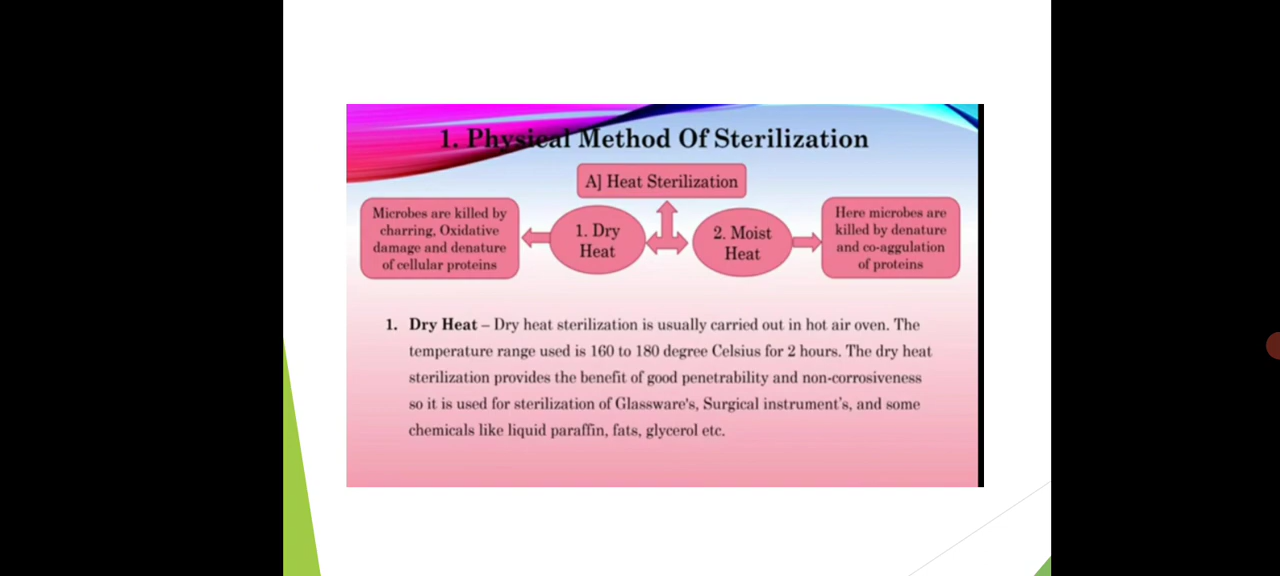 1. Physical Method Of Sterilization
A] Heat Sterilization
Microbes are killed by
charring, Oxidative
damage and denature
of cellular proteins
1. Dry
Heat
2. Moist
Heat
Here microbes are
killed by denature
and co-aggulation
of proteins
1. Dry Heat – Dry heat sterilization is usually carried out in hot air oven. The
temperature range used is 160 to 180 degree Celsius for 2 hours. The dry heat
sterilization provides the benefit of good penetrability and non-corrosiveness
so it is used for sterilization of Glassware's, Surgical instrument's, and some
chemicals like liquid paraffin, fats, glycerol etc.